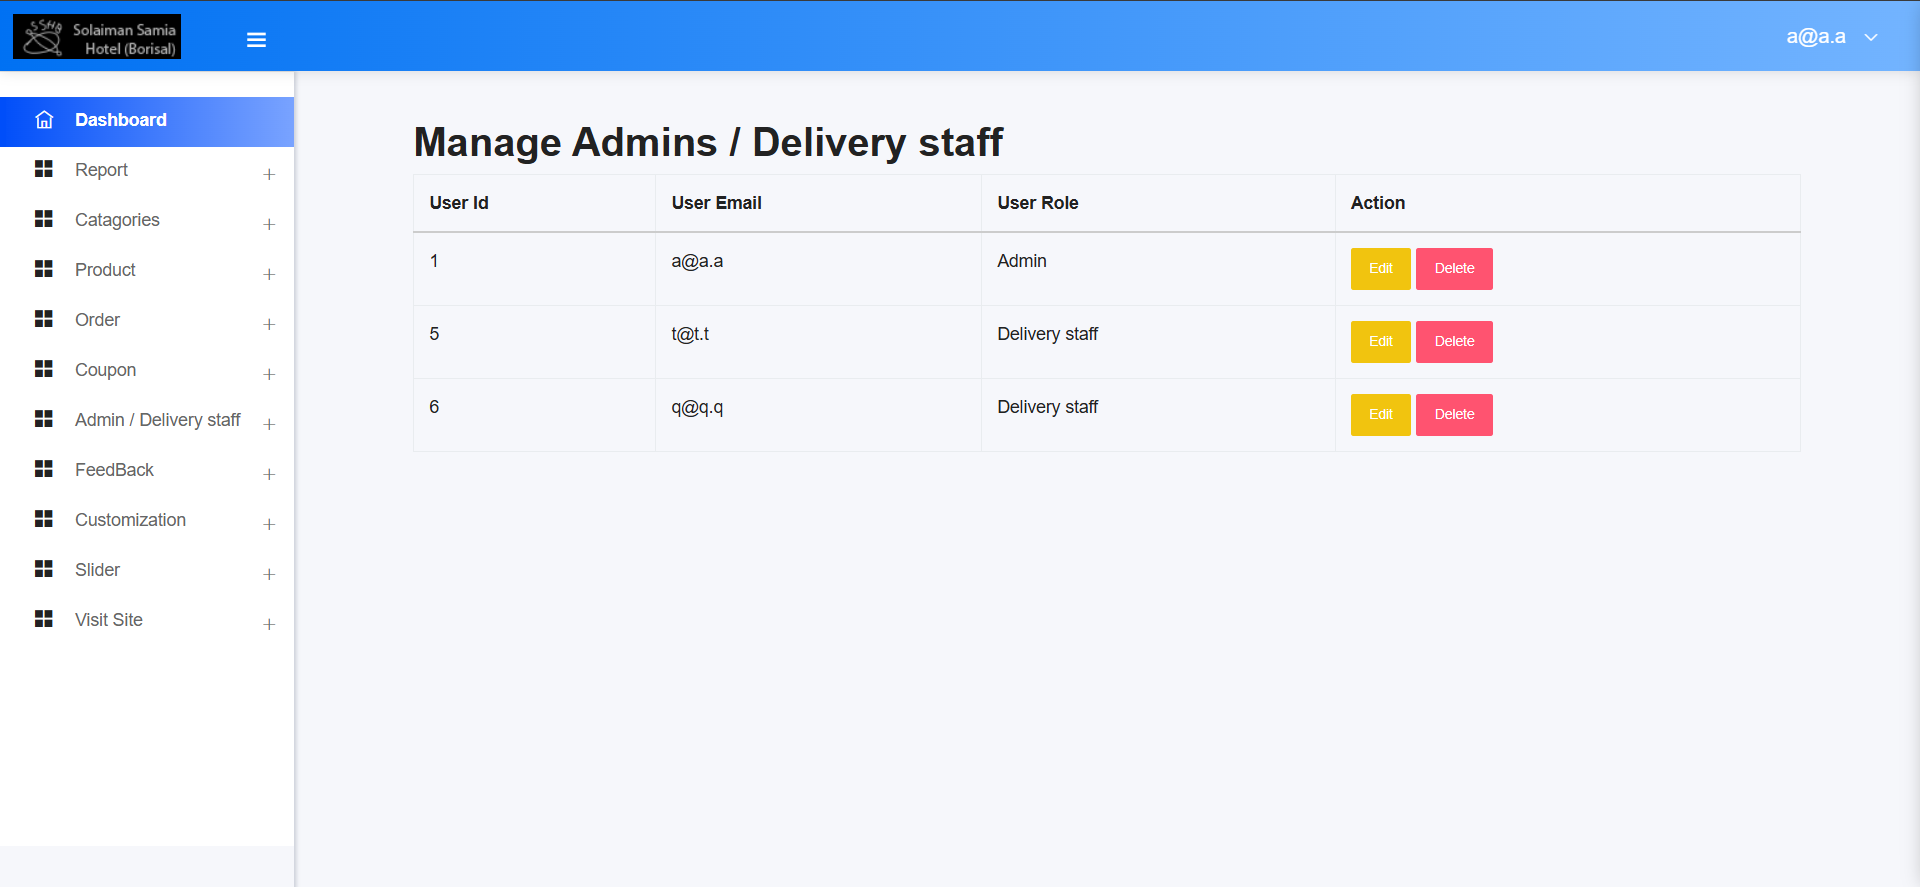 SSHB
Solaiman Samia
Hotel (Borisal)
a@a.a
Dashboard
Report
Catagories
Product
Order
Coupon
Admin / Delivery staff
FeedBack
Customization
Slider
Visit Site
Manage Admins / Delivery staff
User Id User Email User Role Action
1 a@a.a Admin Edit Delete
5 t@t.t Delivery staff Edit Delete
6 q@q.q Delivery staff Edit Delete